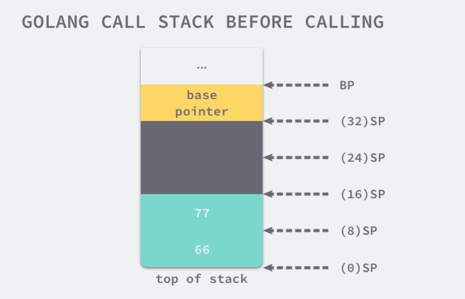 GOLANG CALL STACK BEFORE CALLING
...
BP
base
pointer
(32)SP
(24)SP
(16)SP
77
(8)SP
66
(0)SP
top of stack